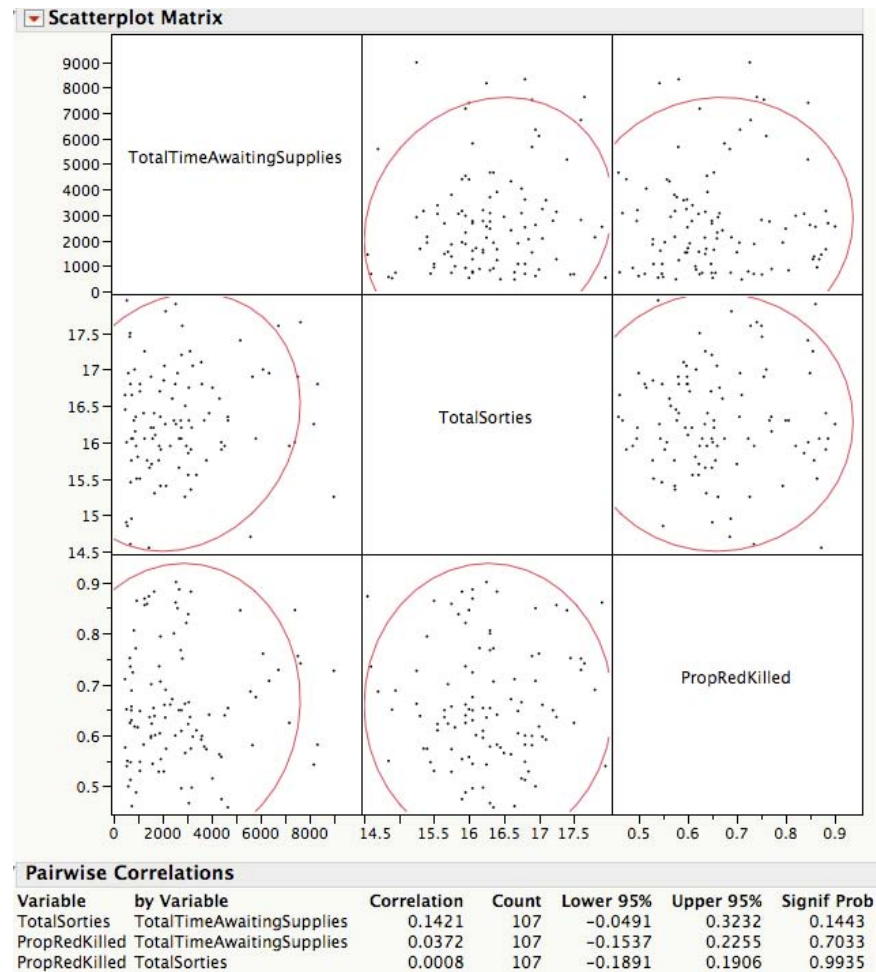 Scatterplot Matrix
9000
8000
7000
6000
5000
4000
3000
2000
1000
0
TotalTimeAwaitingSupplies
17.5
17
16.5
16
15.5
15
14.5
TotalSorties
0.9
0.8
0.7
0.6
0.5
PropRedKilled
0 2000 4000 6000 8000 14.5 15.5 16 16.5 17 17.5 0.5 0.6 0.7 0.8 0.9
Pairwise Correlations
Variable by Variable Correlation Count Lower 95% Upper 95% Signif Prob
TotalSorties TotalTimeAwaitingSupplies 0.1421 107 -0.0491 0.3232 0.1443
PropRedKilled TotalTimeAwaitingSupplies 0.0372 107 -0.1537 0.2255 0.7033
PropRedKilled TotalSorties 0.0008 107 -0.1891 0.1906 0.9935